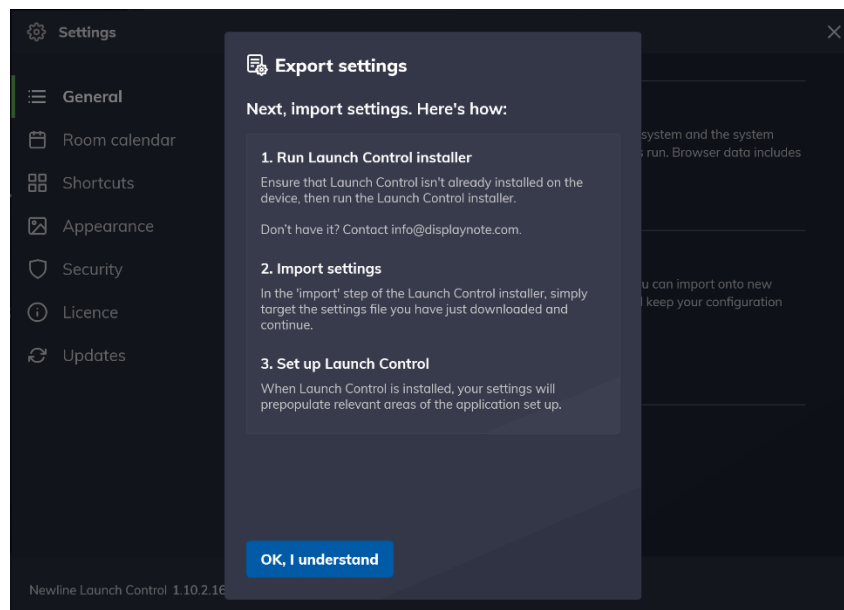 Settings
Export settings
Next, import settings. Here's how:
1. Run Launch Control installer
Ensure that Launch Control isn't already installed on the
device, then run the Launch Control installer.
Don't have it? Contact info@displaynote.com.
2. Import settings
In the 'import' step of the Launch Control installer, simply
target the settings file you have just downloaded and
continue.
3. Set up Launch Control
When Launch Control is installed, your settings will
prepopulate relevant areas of the application set up.
OK, I understand
General
Room calendar
Shortcuts
Appearance
Security
Licence
Updates
system and the system
run. Browser data includes
can import onto new
keep your configuration
Newline Launch Control 1.10.2.16